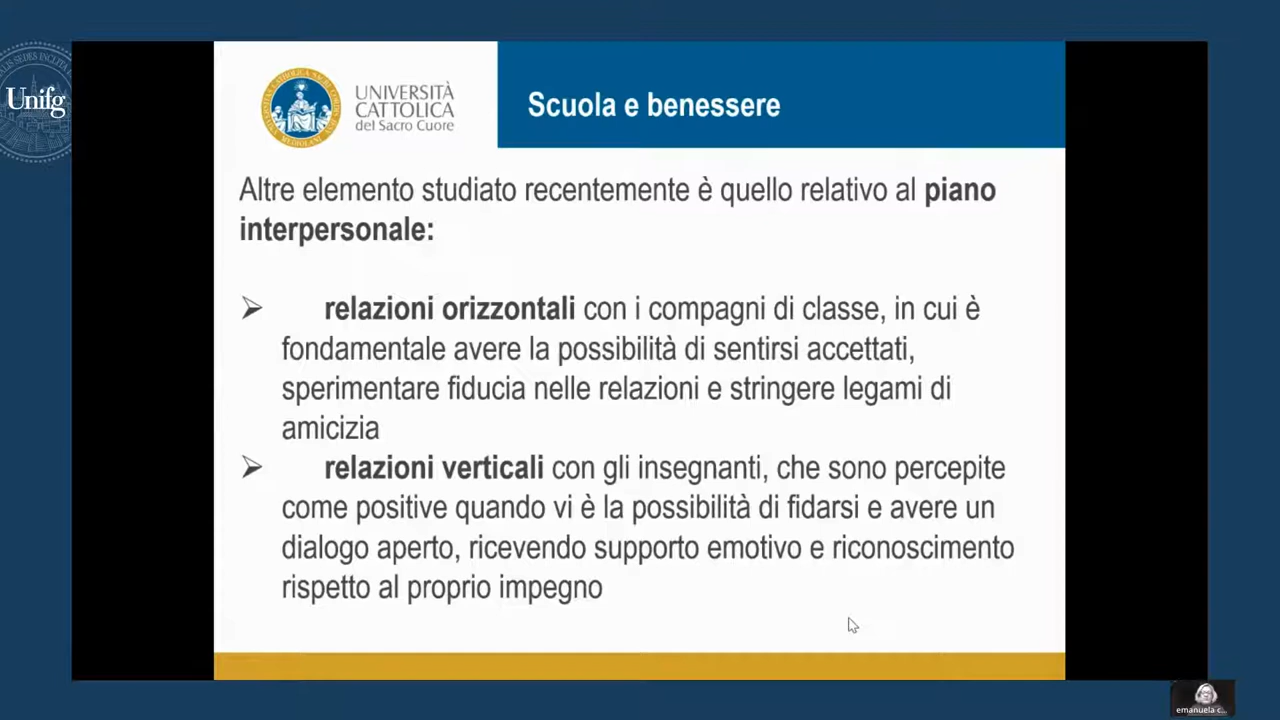 Unifg
UNIVERSITÀ
CATTOLICA
del Sacro Cuore
Scuola e benessere
Altre elemento studiato recentemente è quello relativo al piano
interpersonale:
relazioni orizzontali con i compagni di classe, in cui è
fondamentale avere la possibilità di sentirsi accettati,
sperimentare fiducia nelle relazioni e stringere legami di
amicizia
relazioni verticali con gli insegnanti, che sono percepite
come positive quando vi è la possibilità di fidarsi e avere un
dialogo aperto, ricevendo supporto emotivo e riconoscimento
rispetto al proprio impegno
emanuela c...